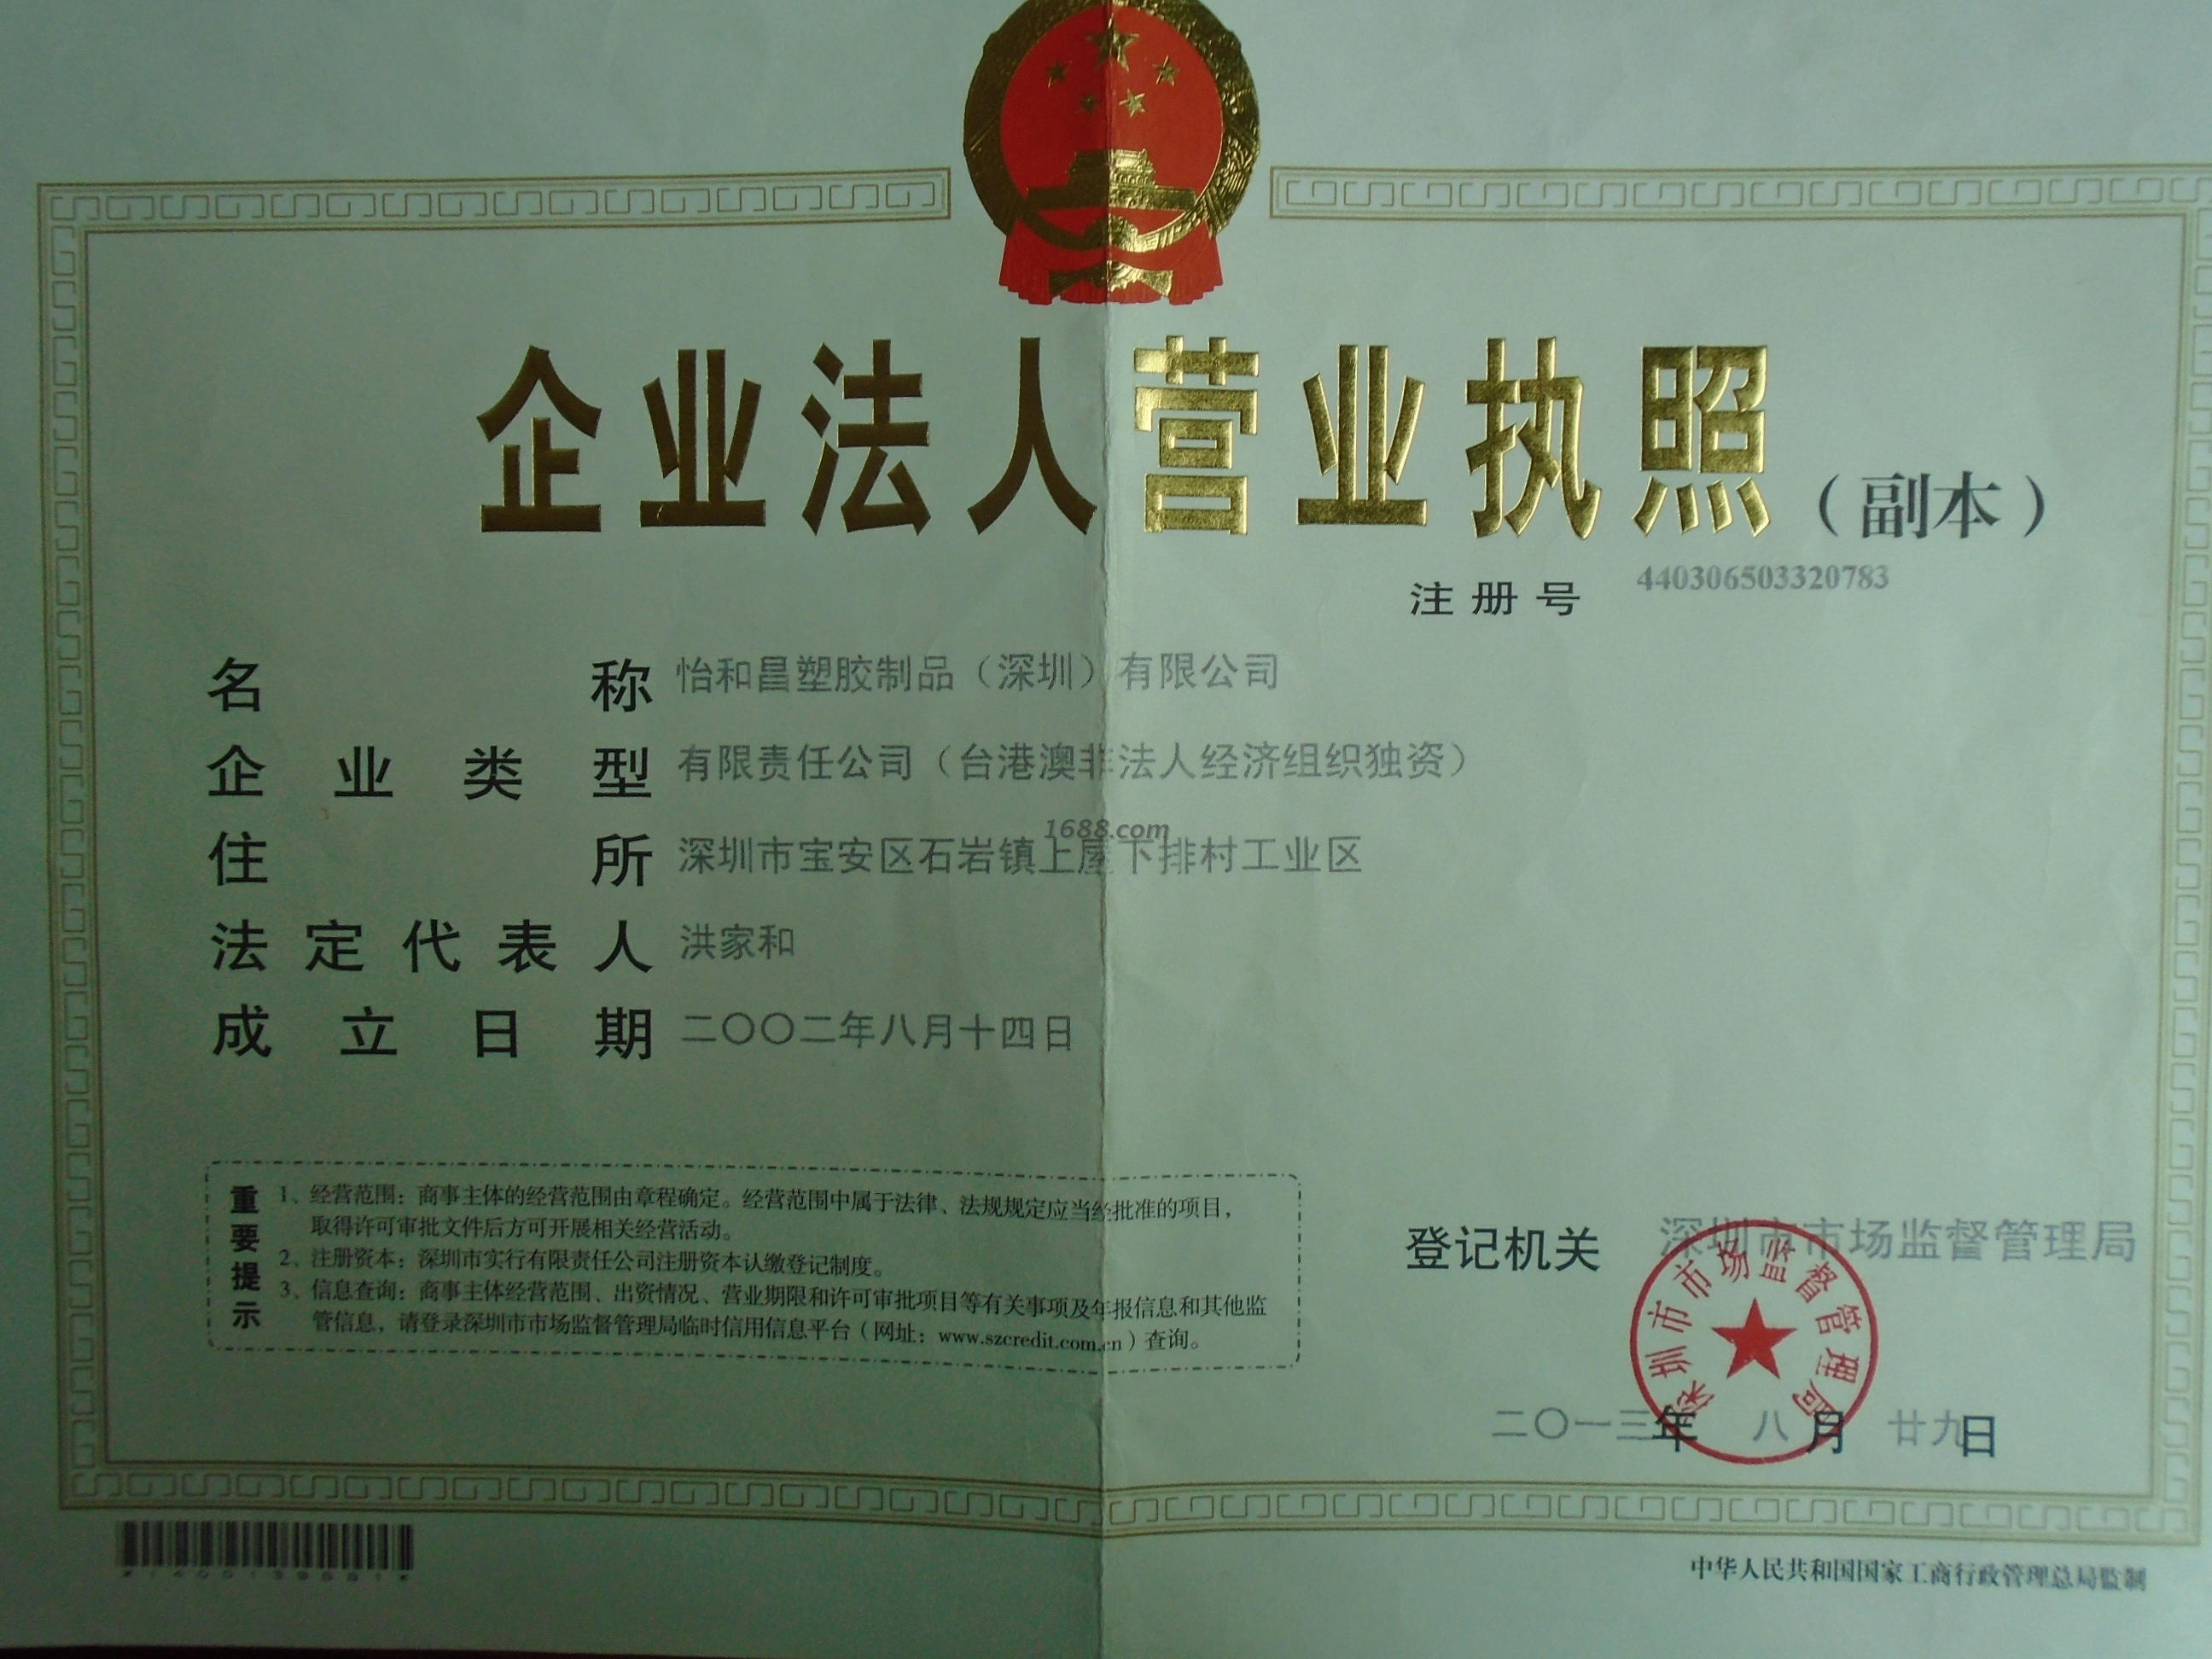 企业法人营业执照（副本）
注册号 440306503320783
名称 怡和昌塑胶制品（深圳）有限公司
企业类型 有限责任公司（台港澳非法人经济组织独资）
1688.com
住所 深圳市宝安区石岩镇上屋下排村工业区
法定代表人 洪家和
成立日期 二〇〇二年八月十四日
重要提示
1、经营范围：商事主体的经营范围由章程确定。经营范围中属于法律、法规规定应当经批准的项目，
取得许可审批文件后方可开展相关经营活动。
2、注册资本：深圳市实行有限责任公司注册资本认缴登记制度。
3、信息查询：商事主体经营范围、出资情况、营业期限和许可审批项目等有关事项及年报信息和其他监
管信息，请登录深圳市市场监督管理局临时信用信息平台（网址：www.szcredit.com.cn）查询。
登记机关 深圳市市场监督管理局
深圳市市场监督管理局
二〇一三年八月廿九日
中华人民共和国国家工商行政管理总局监制